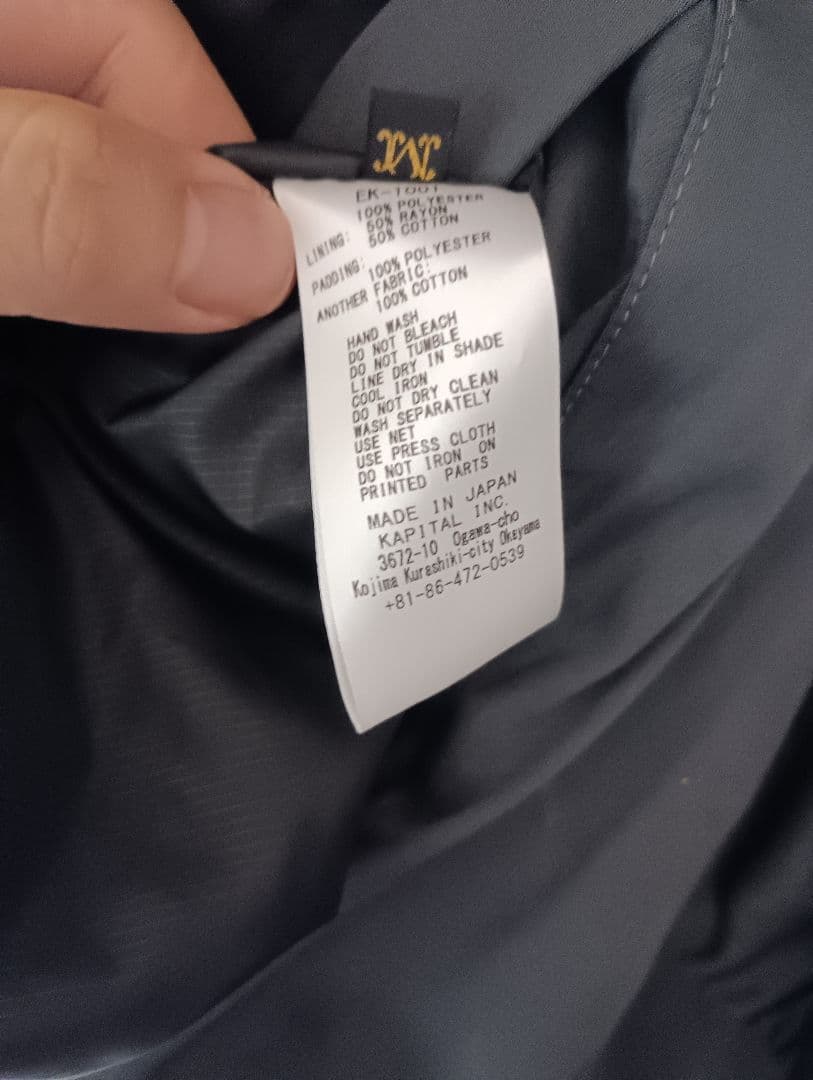 EK-1001
100% POLYESTER
LINING: 50% RAYON
50% COTTON
PADDING: 100% POLYESTER
ANOTHER FABRIC:
100% COTTON
HAND WASH
DO NOT BLEACH
DO NOT TUMBLE
LINE DRY IN SHADE
COOL IRON
DO NOT DRY CLEAN
WASH SEPARATELY
USE NET
USE PRESS CLOTH
DO NOT IRON ON
PRINTED PARTS
MADE IN JAPAN
KAPITAL INC.
3672-10 Ogawa-cho
Kojima Kurashiki-city Okayama
+81-86-472-0539